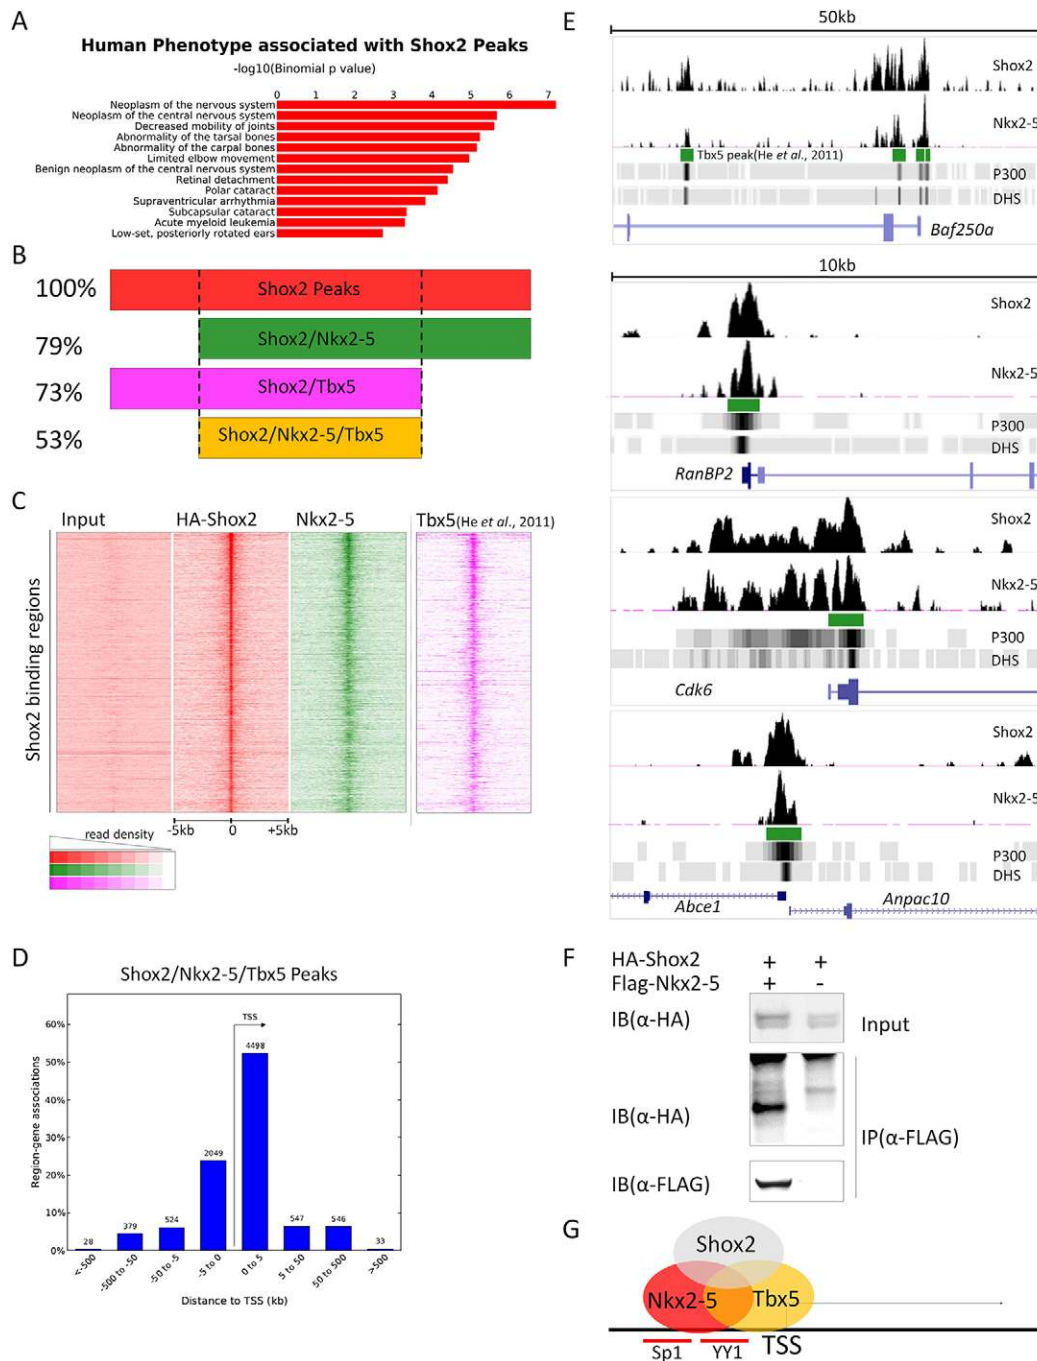 A
Human Phenotype associated with Shox2 Peaks
-log10(Binomial p value)
0 1 2 3 4 5 6 7
Neoplasm of the nervous system
Neoplasm of the central nervous system
Decreased mobility of joints
Abnormality of the tarsal bones
Abnormality of the carpal bones
Limited elbow movement
Benign neoplasm of the central nervous system
Retinal detachment
Polar cataract
Supraventricular arrhythmia
Subcapsular cataract
Acute myeloid leukemia
Low-set, posteriorly rotated ears
B
100% Shox2 Peaks
79% Shox2/Nkx2-5
73% Shox2/Tbx5
53% Shox2/Nkx2-5/Tbx5
C
Input HA-Shox2 Nkx2-5 Tbx5(He et al., 2011)
Shox2 binding regions
-5kb 0 +5kb
read density
D
Shox2/Nkx2-5/Tbx5 Peaks
Region-gene associations
60%
50%
40%
30%
20%
10%
0%
TSS
28 379 524 2049 4498 547 546 33
<-500 -500 to -50 -50 to -5 -5 to 0 0 to 5 5 to 50 50 to 500 >500
Distance to TSS (kb)
E
50kb
Shox2
Nkx2-5
Tbx5 peak(He et al., 2011)
P300
DHS
Baf250a
10kb
Shox2
Nkx2-5
P300
DHS
RanBP2
Shox2
Nkx2-5
P300
DHS
Cdk6
Shox2
Nkx2-5
P300
DHS
Abce1 Anpac10
F
HA-Shox2 + +
Flag-Nkx2-5 + -
IB(α-HA) Input
IB(α-HA)
IP(α-FLAG)
IB(α-FLAG)
G
Shox2
Nkx2-5 Tbx5
Sp1 YY1 TSS